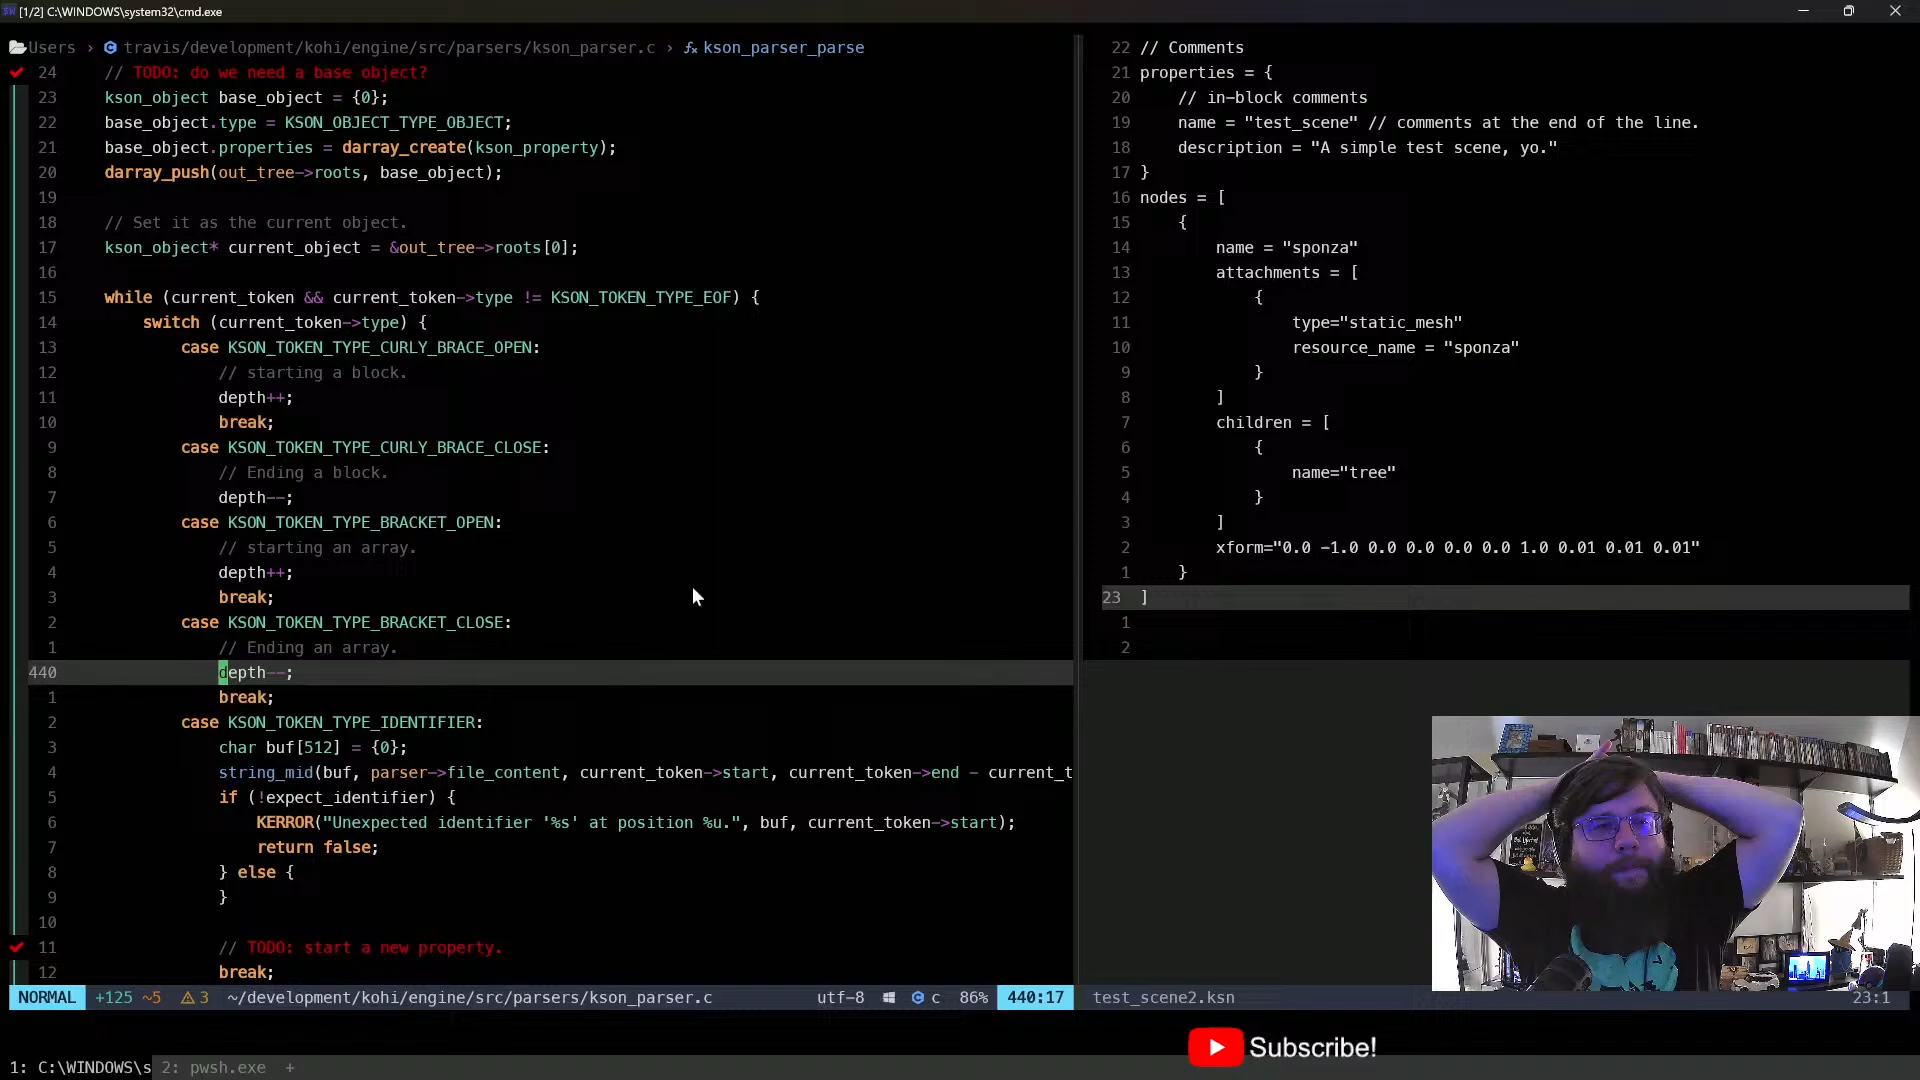 [1/2] C:\WINDOWS\system32\cmd.exe
Users › travis/development/kohi/engine/src/parsers/kson_parser.c › fx kson_parser_parse
24 // TODO: do we need a base object?
23 kson_object base_object = {0};
22 base_object.type = KSON_OBJECT_TYPE_OBJECT;
21 base_object.properties = darray_create(kson_property);
20 darray_push(out_tree->roots, base_object);
19
18 // Set it as the current object.
17 kson_object* current_object = &out_tree->roots[0];
16
15 while (current_token && current_token->type != KSON_TOKEN_TYPE_EOF) {
14 switch (current_token->type) {
13 case KSON_TOKEN_TYPE_CURLY_BRACE_OPEN:
12 // starting a block.
11 depth++;
10 break;
9 case KSON_TOKEN_TYPE_CURLY_BRACE_CLOSE:
8 // Ending a block.
7 depth--;
6 case KSON_TOKEN_TYPE_BRACKET_OPEN:
5 // starting an array.
4 depth++;
3 break;
2 case KSON_TOKEN_TYPE_BRACKET_CLOSE:
1 // Ending an array.
440 depth--;
1 break;
2 case KSON_TOKEN_TYPE_IDENTIFIER:
3 char buf[512] = {0};
4 string_mid(buf, parser->file_content, current_token->start, current_token->end - current_t
5 if (!expect_identifier) {
6 KERROR("Unexpected identifier '%s' at position %u.", buf, current_token->start);
7 return false;
8 } else {
9 }
10
11 // TODO: start a new property.
12 break;
NORMAL +125 ~5 3 ~/development/kohi/engine/src/parsers/kson_parser.c utf-8 c 86% 440:17
22 // Comments
21 properties = {
20 // in-block comments
19 name = "test_scene" // comments at the end of the line.
18 description = "A simple test scene, yo."
17 }
16 nodes = [
15 {
14 name = "sponza"
13 attachments = [
12 {
11 type="static_mesh"
10 resource_name = "sponza"
9 }
8 ]
7 children = [
6 {
5 name="tree"
4 }
3 ]
2 xform="0.0 -1.0 0.0 0.0 0.0 0.0 1.0 0.01 0.01 0.01"
1 }
23 ]
1
2
test_scene2.ksn 23:1
Subscribe!
1: C:\WINDOWS\s 2: pwsh.exe +